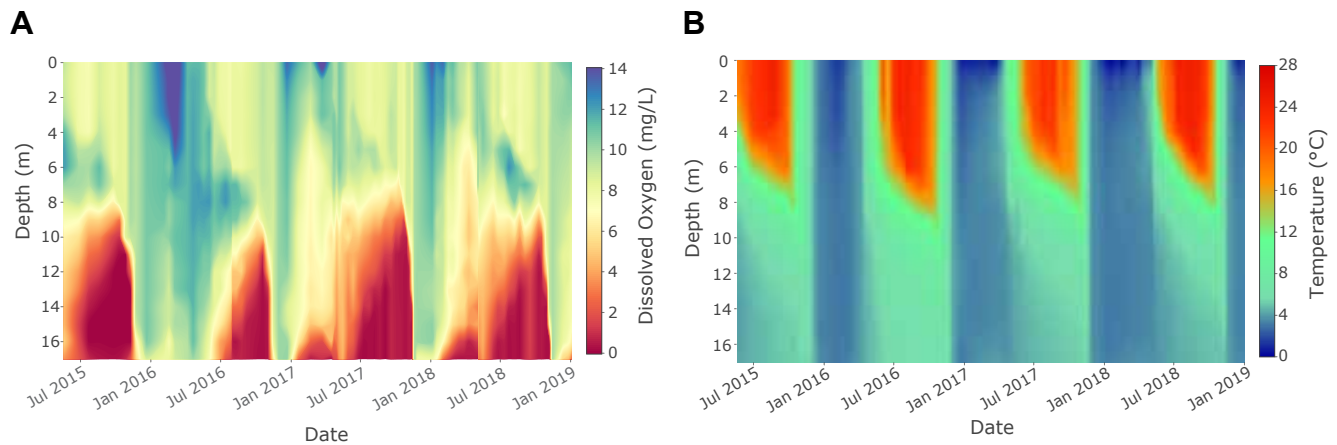 A
B
0
2
4
6
8
10
12
14
16
Depth (m)
Jul 2015
Jan 2016
Jul 2016
Jan 2017
Jul 2017
Jan 2018
Jul 2018
Jan 2019
Date
14
12
10
8
6
4
2
0
Dissolved Oxygen (mg/L)
0
2
4
6
8
10
12
14
16
Depth (m)
Jul 2015
Jan 2016
Jul 2016
Jan 2017
Jul 2017
Jan 2018
Jul 2018
Jan 2019
Date
28
24
20
16
12
8
4
0
Temperature (°C)